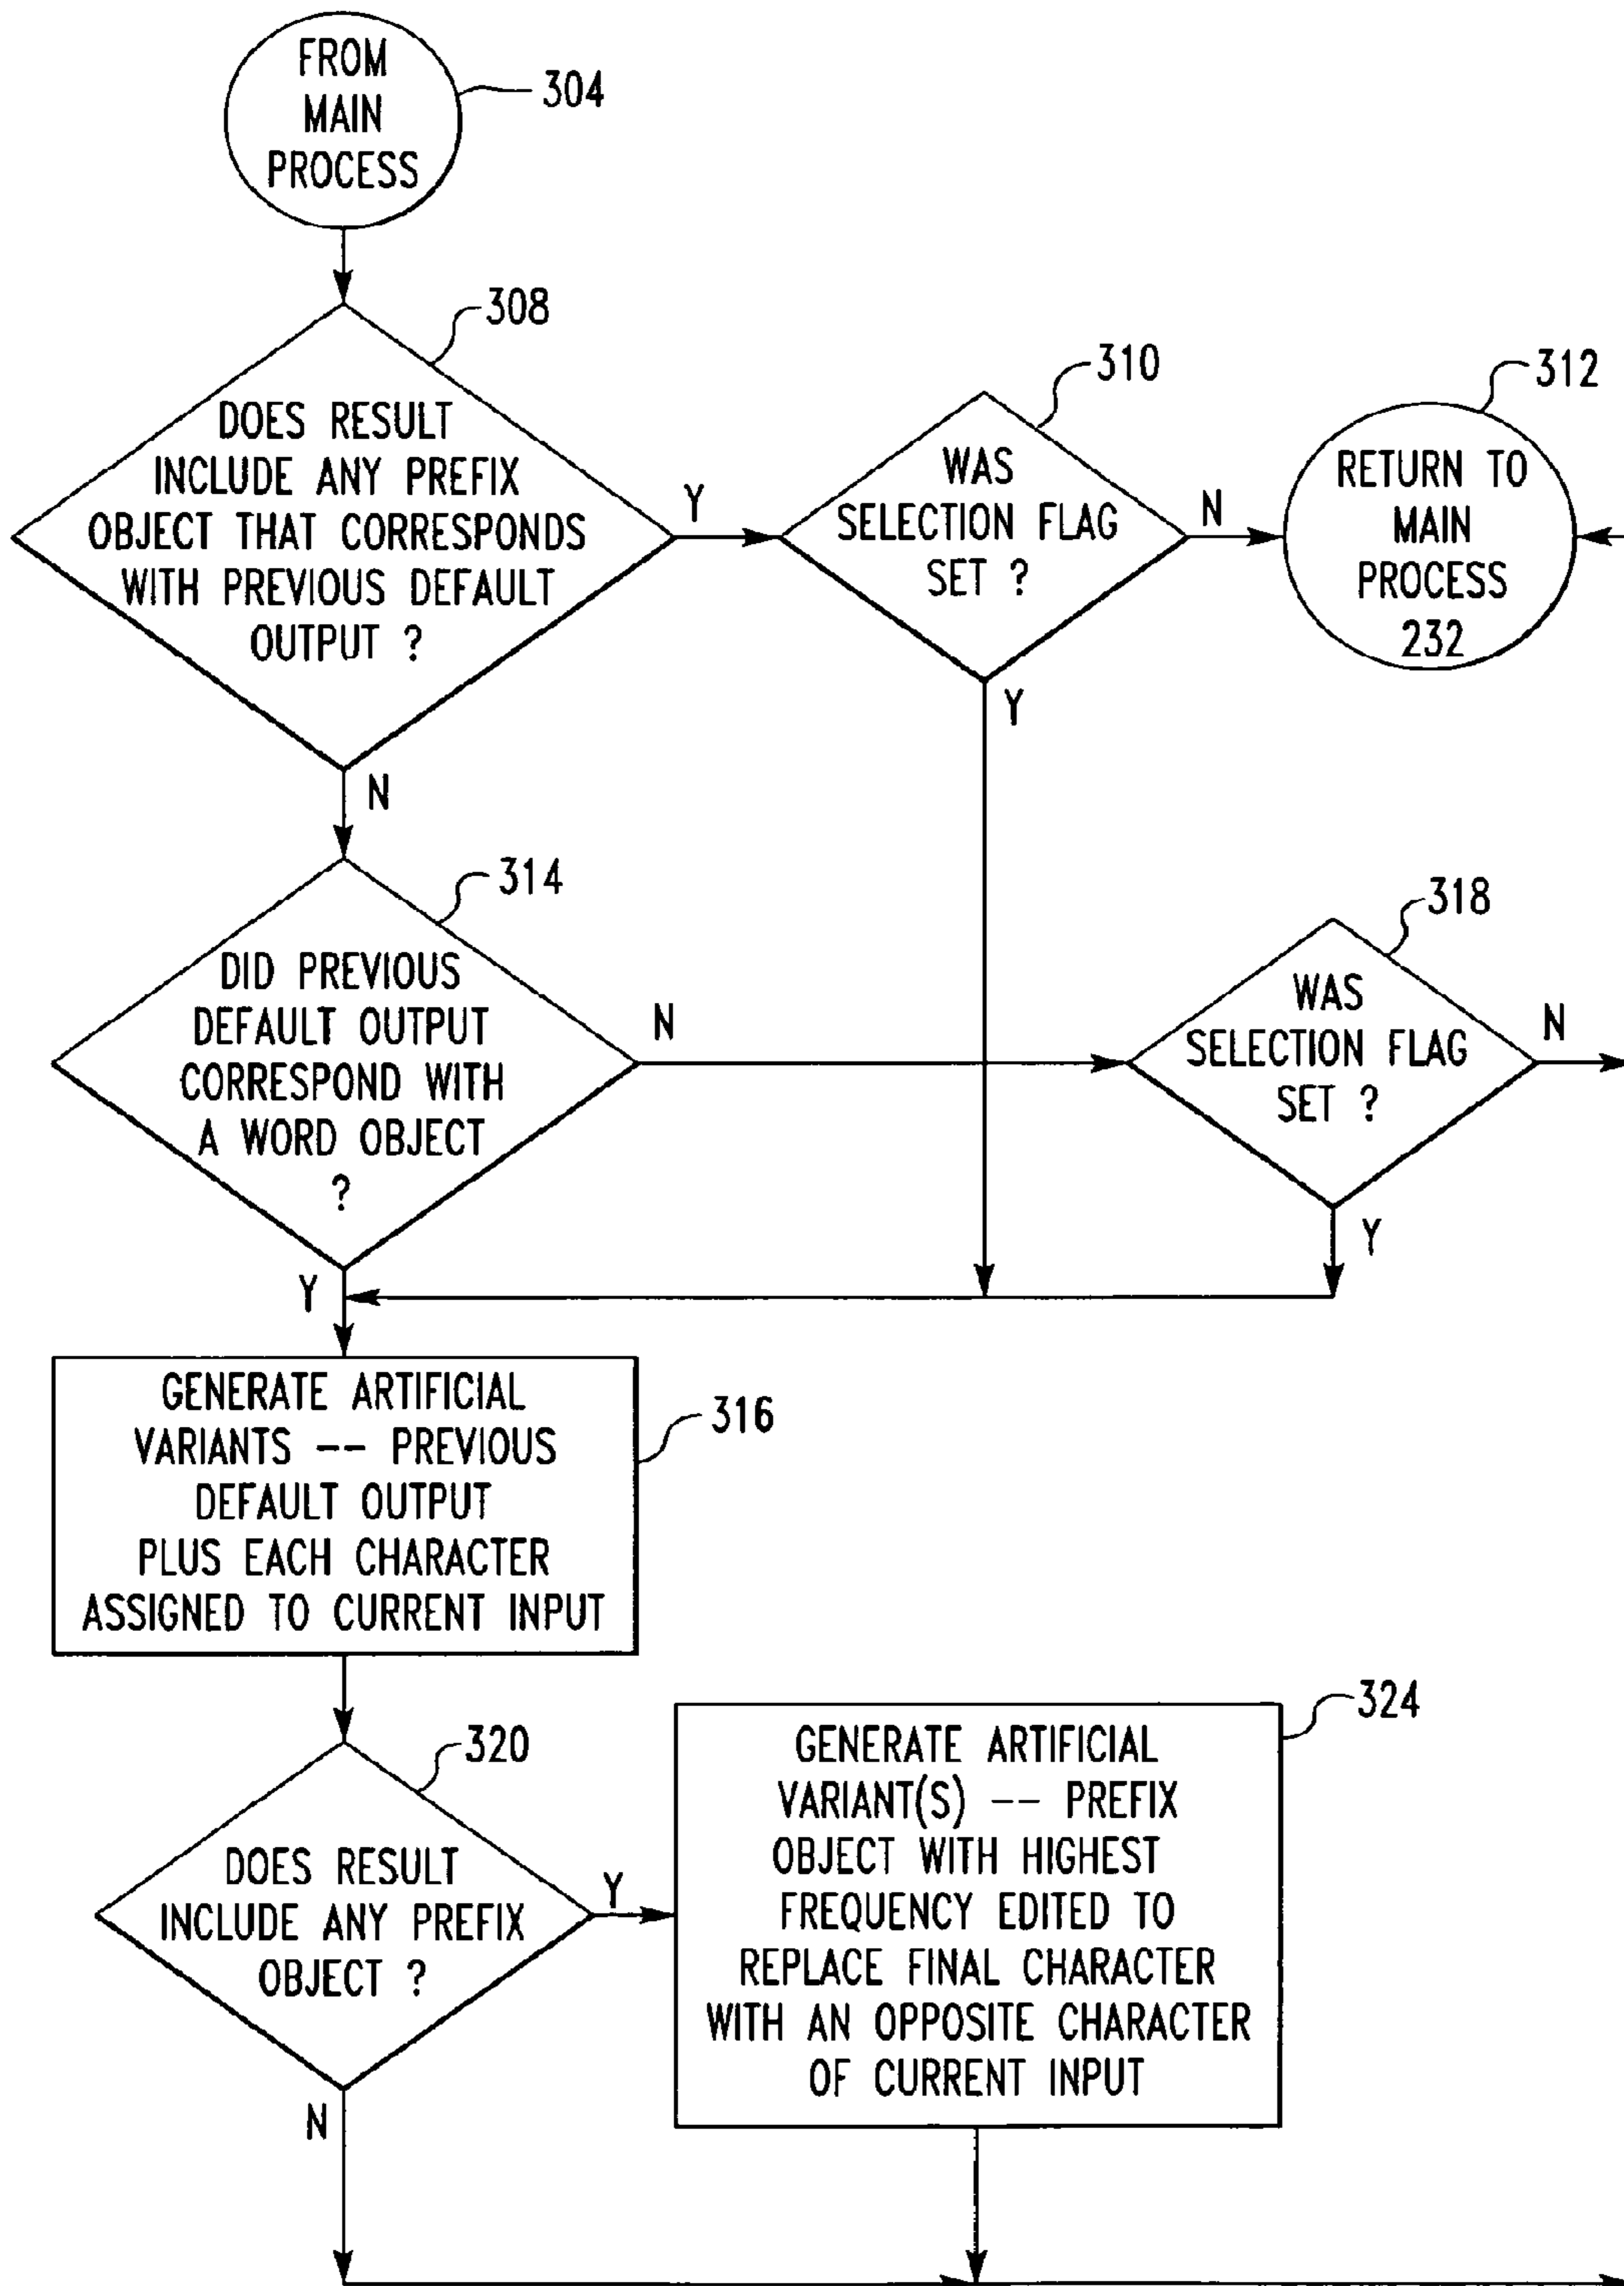 FROM
MAIN
PROCESS
304
DOES RESULT
INCLUDE ANY PREFIX
OBJECT THAT CORRESPONDS
WITH PREVIOUS DEFAULT
OUTPUT ?
308
Y
N
WAS
SELECTION FLAG
SET ?
310
N
Y
RETURN TO
MAIN
PROCESS
232
312
DID PREVIOUS
DEFAULT OUTPUT
CORRESPOND WITH
A WORD OBJECT
?
314
N
Y
WAS
SELECTION FLAG
SET ?
318
N
Y
GENERATE ARTIFICIAL
VARIANTS -- PREVIOUS
DEFAULT OUTPUT
PLUS EACH CHARACTER
ASSIGNED TO CURRENT INPUT
316
DOES RESULT
INCLUDE ANY PREFIX
OBJECT ?
320
Y
N
GENERATE ARTIFICIAL
VARIANT(S) -- PREFIX
OBJECT WITH HIGHEST
FREQUENCY EDITED TO
REPLACE FINAL CHARACTER
WITH AN OPPOSITE CHARACTER
OF CURRENT INPUT
324